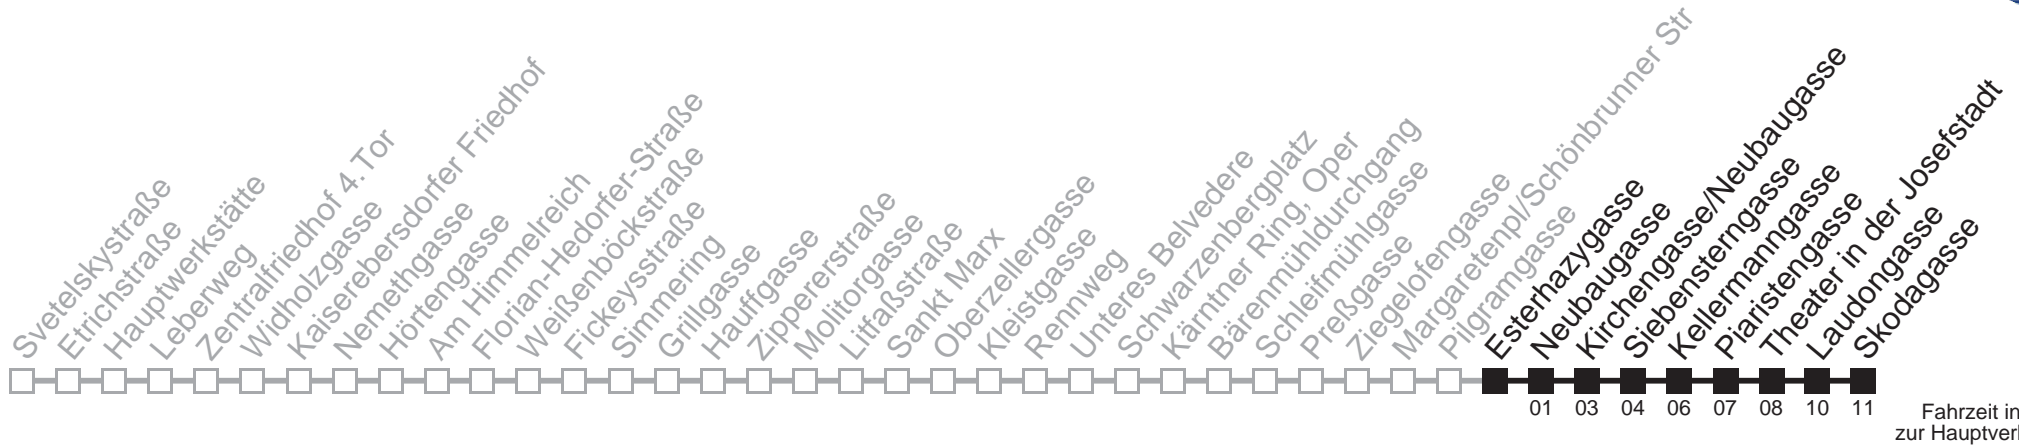 Svetelskystraße
Etrichstraße
Hauptwerkstätte
Leberweg
Zentralfriedhof 4.Tor
Widholzgasse
Kaiserebersdorfer Friedhof
Nemethgasse
Hörtengasse
Am Himmelreich
Florian-Hedorfer-Straße
Weißenböckstraße
Fickeysstraße
Simmering
Grillgasse
Hauffgasse
Zippererstraße
Molitorgasse
Litfaßstraße
Sankt Marx
Oberzellergasse
Kleistgasse
Rennweg
Unteres Belvedere
Schwarzenbergplatz
Kärntner Ring, Oper
Bärenmühldurchgang
Schleifmühlgasse
Preßgasse
Ziegelofengasse
Margaretenpl/Schönbrunner Str
Pilgramgasse
Esterhazygasse
Neubaugasse
Kirchengasse/Neubaugasse
Siebensterngasse
Kellermanngasse
Piaristengasse
Theater in der Josefstadt
Laudongasse
Skodagasse
01 03 04 06 07 08 10 11
Fahrzeit in
zur Hauptverl